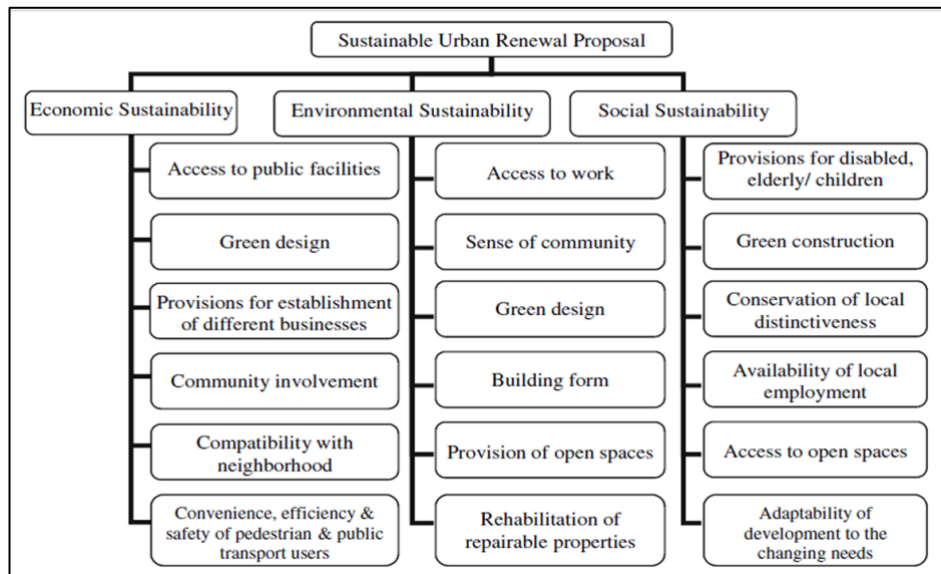 Sustainable Urban Renewal Proposal
Economic Sustainability
Environmental Sustainability
Social Sustainability
Access to public facilities
Green design
Provisions for establishment
of different businesses
Community involvement
Compatibility with
neighborhood
Convenience, efficiency &
safety of pedestrian & public
transport users
Access to work
Sense of community
Green design
Building form
Provision of open spaces
Rehabilitation of
repairable properties
Provisions for disabled,
elderly/ children
Green construction
Conservation of local
distinctiveness
Availability of local
employment
Access to open spaces
Adaptability of
development to the
changing needs